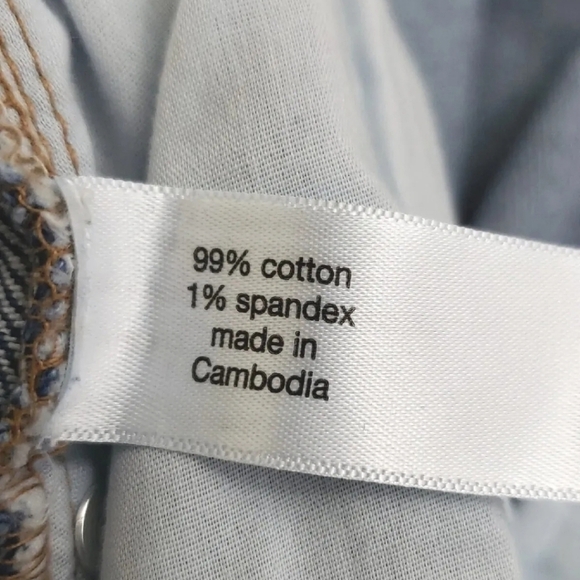 99% cotton
1% spandex
made in
Cambodia